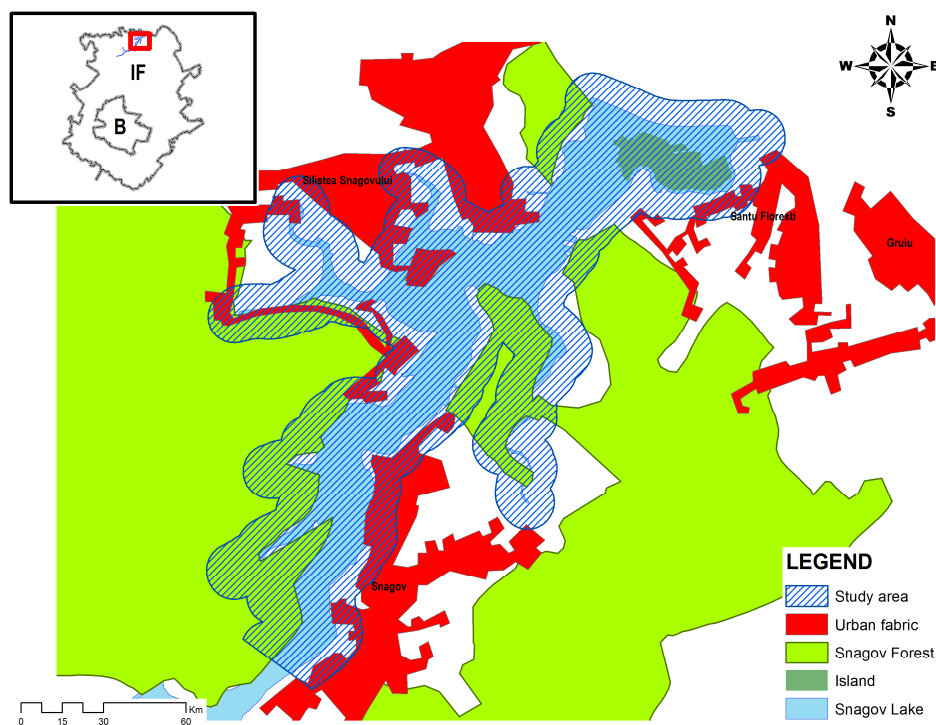 N
W
E
S
IF
B
Silistea Snagovului
Santu Floresti
Gruiu
Snagov
LEGEND
Study area
Urban fabric
Snagov Forest
Island
Snagov Lake
Km
0 15 30 60